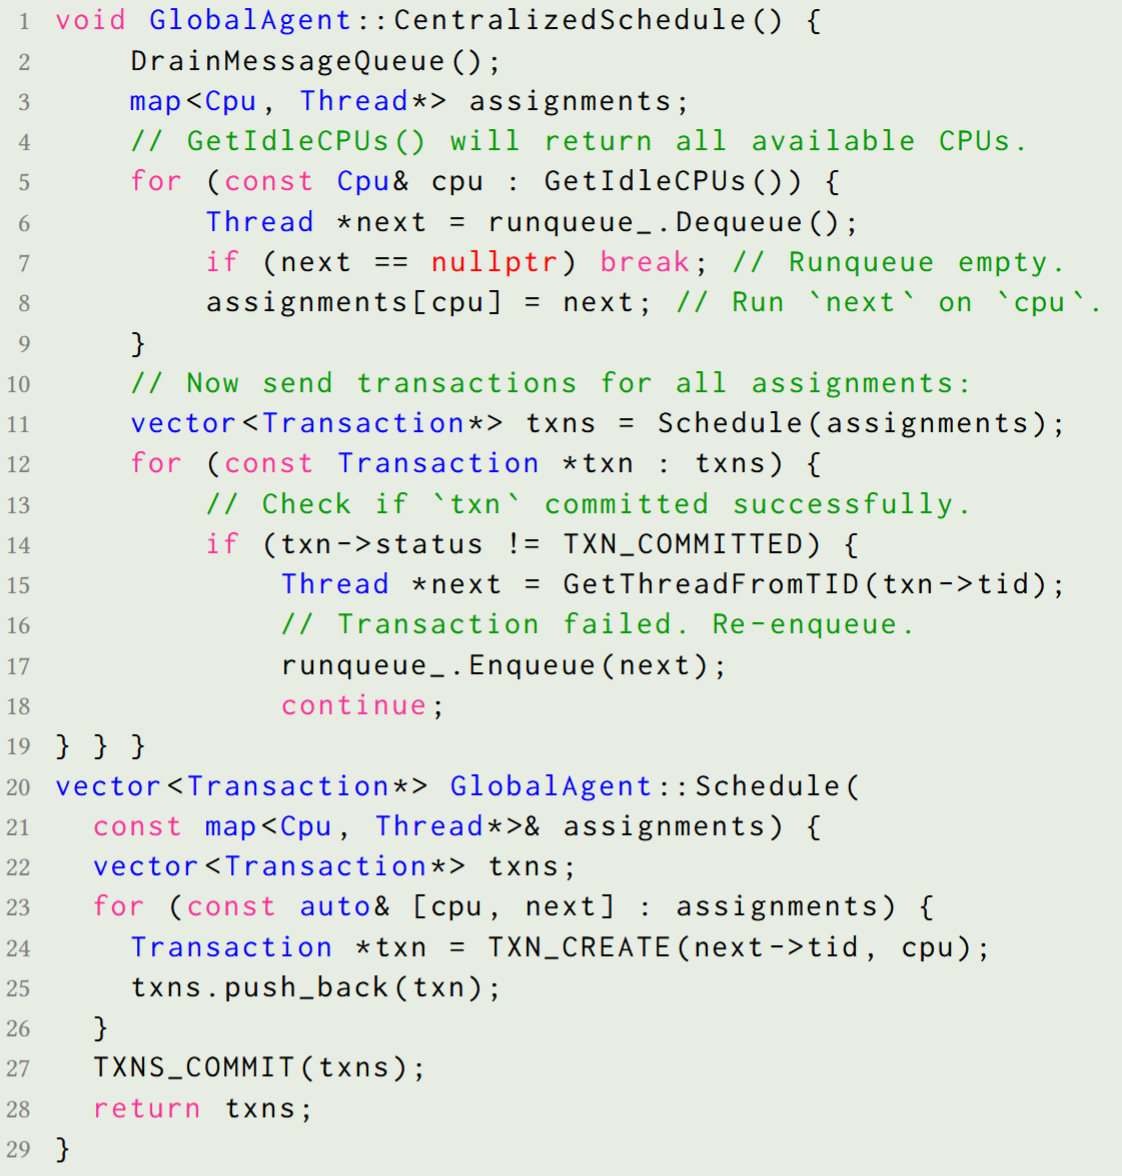 1 void GlobalAgent::CentralizedSchedule() {
2 DrainMessageQueue();
3 map<Cpu, Thread*> assignments;
4 // GetIdleCPUs() will return all available CPUs.
5 for (const Cpu& cpu : GetIdleCPUs()) {
6 Thread *next = runqueue_.Dequeue();
7 if (next == nullptr) break; // Runqueue empty.
8 assignments[cpu] = next; // Run `next` on `cpu`.
9 }
10 // Now send transactions for all assignments:
11 vector<Transaction*> txns = Schedule(assignments);
12 for (const Transaction *txn : txns) {
13 // Check if `txn` committed successfully.
14 if (txn->status != TXN_COMMITTED) {
15 Thread *next = GetThreadFromTID(txn->tid);
16 // Transaction failed. Re-enqueue.
17 runqueue_.Enqueue(next);
18 continue;
19 } } }
20 vector<Transaction*> GlobalAgent::Schedule(
21 const map<Cpu, Thread*>& assignments) {
22 vector<Transaction*> txns;
23 for (const auto& [cpu, next] : assignments) {
24 Transaction *txn = TXN_CREATE(next->tid, cpu);
25 txns.push_back(txn);
26 }
27 TXNS_COMMIT(txns);
28 return txns;
29 }